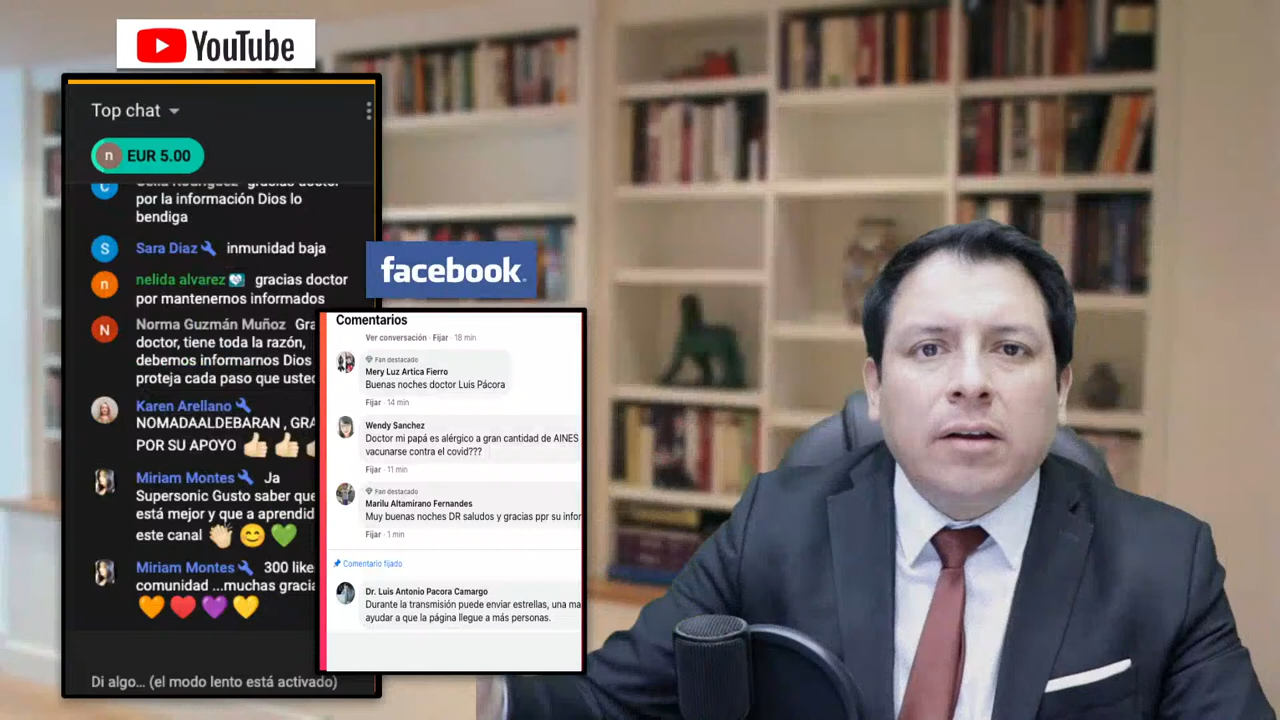 YouTube
Top chat
n EUR 5.00
gracias doctor
por la información Dios lo
bendiga
S Sara Diaz inmunidad baja
n nelida alvarez gracias doctor
por mantenernos informados
N Norma Guzmán Muñoz
doctor, tiene toda la razón,
debemos informarnos Dios
proteja cada paso que
Karen Arellano
NOMADAALDEBARAN ,
POR SU APOYO
Miriam Montes Ja
Supersonic Gusto saber que
está mejor y que a
este canal
Miriam Montes 300
comunidad ...muchas
Di algo... (el modo lento está activado)
facebook
Comentarios
Ver conversación · Fijar · 18 min
Fan destacado
Mery Luz Artica Fierro
Buenas noches doctor Luis Pácora
Fijar · 14 min
Wendy Sanchez
Doctor mi papá es alérgico a gran cantidad de AINES
vacunarse contra el covid???
Fijar · 11 min
Fan destacado
Marilu Altamirano Fernandes
Muy buenas noches DR saludos y gracias ppr su
Fijar · 1 min
Comentario fijado
Dr. Luis Antonio Pacora Camargo
Durante la transmisión puede enviar estrellas, una
ayudar a que la página llegue a más personas.